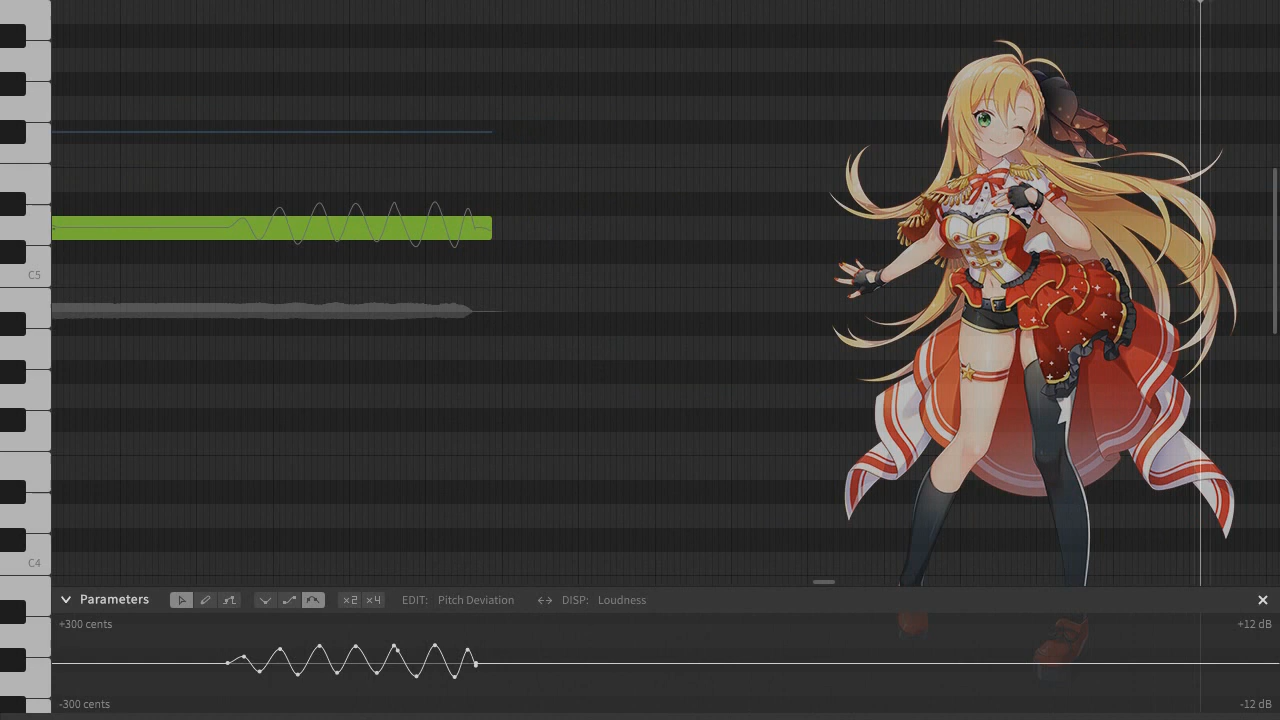 C5
C4
Parameters
×2 ×4
EDIT: Pitch Deviation
DISP: Loudness
+300 cents
+12 dB
-300 cents
-12 dB